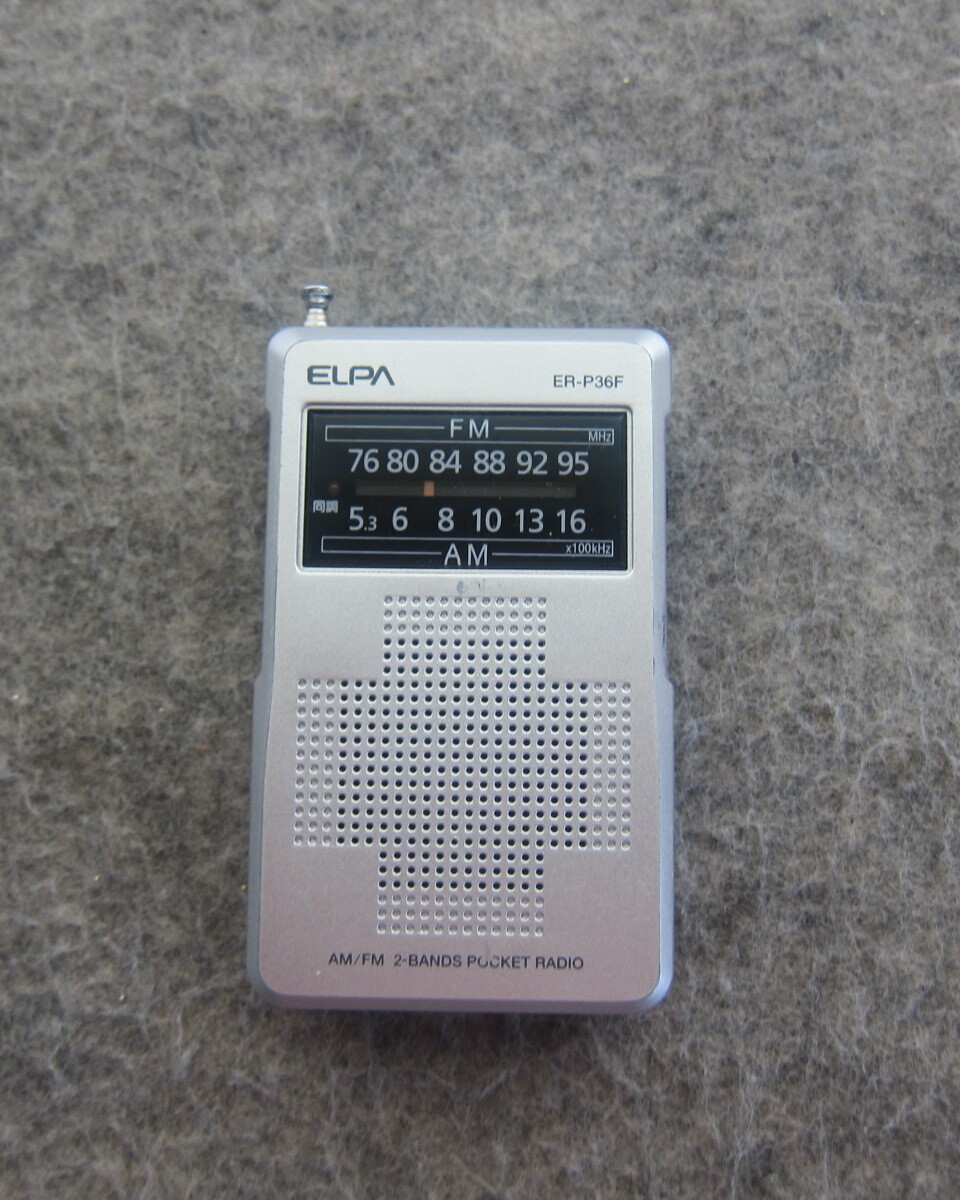 ELPA
ER-P36F
FM
MHz
76 80 84 88 92 95
同調
5.3 6 8 10 13 16
AM
x100kHz
AM/FM 2-BANDS POCKET RADIO